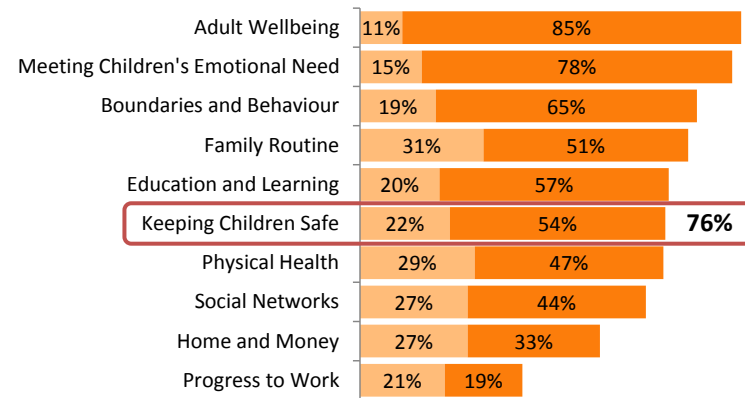 Adult Wellbeing 11% 85%
Meeting Children's Emotional Need 15% 78%
Boundaries and Behaviour 19% 65%
Family Routine 31% 51%
Education and Learning 20% 57%
Keeping Children Safe 22% 54% 76%
Physical Health 29% 47%
Social Networks 27% 44%
Home and Money 27% 33%
Progress to Work 21% 19%